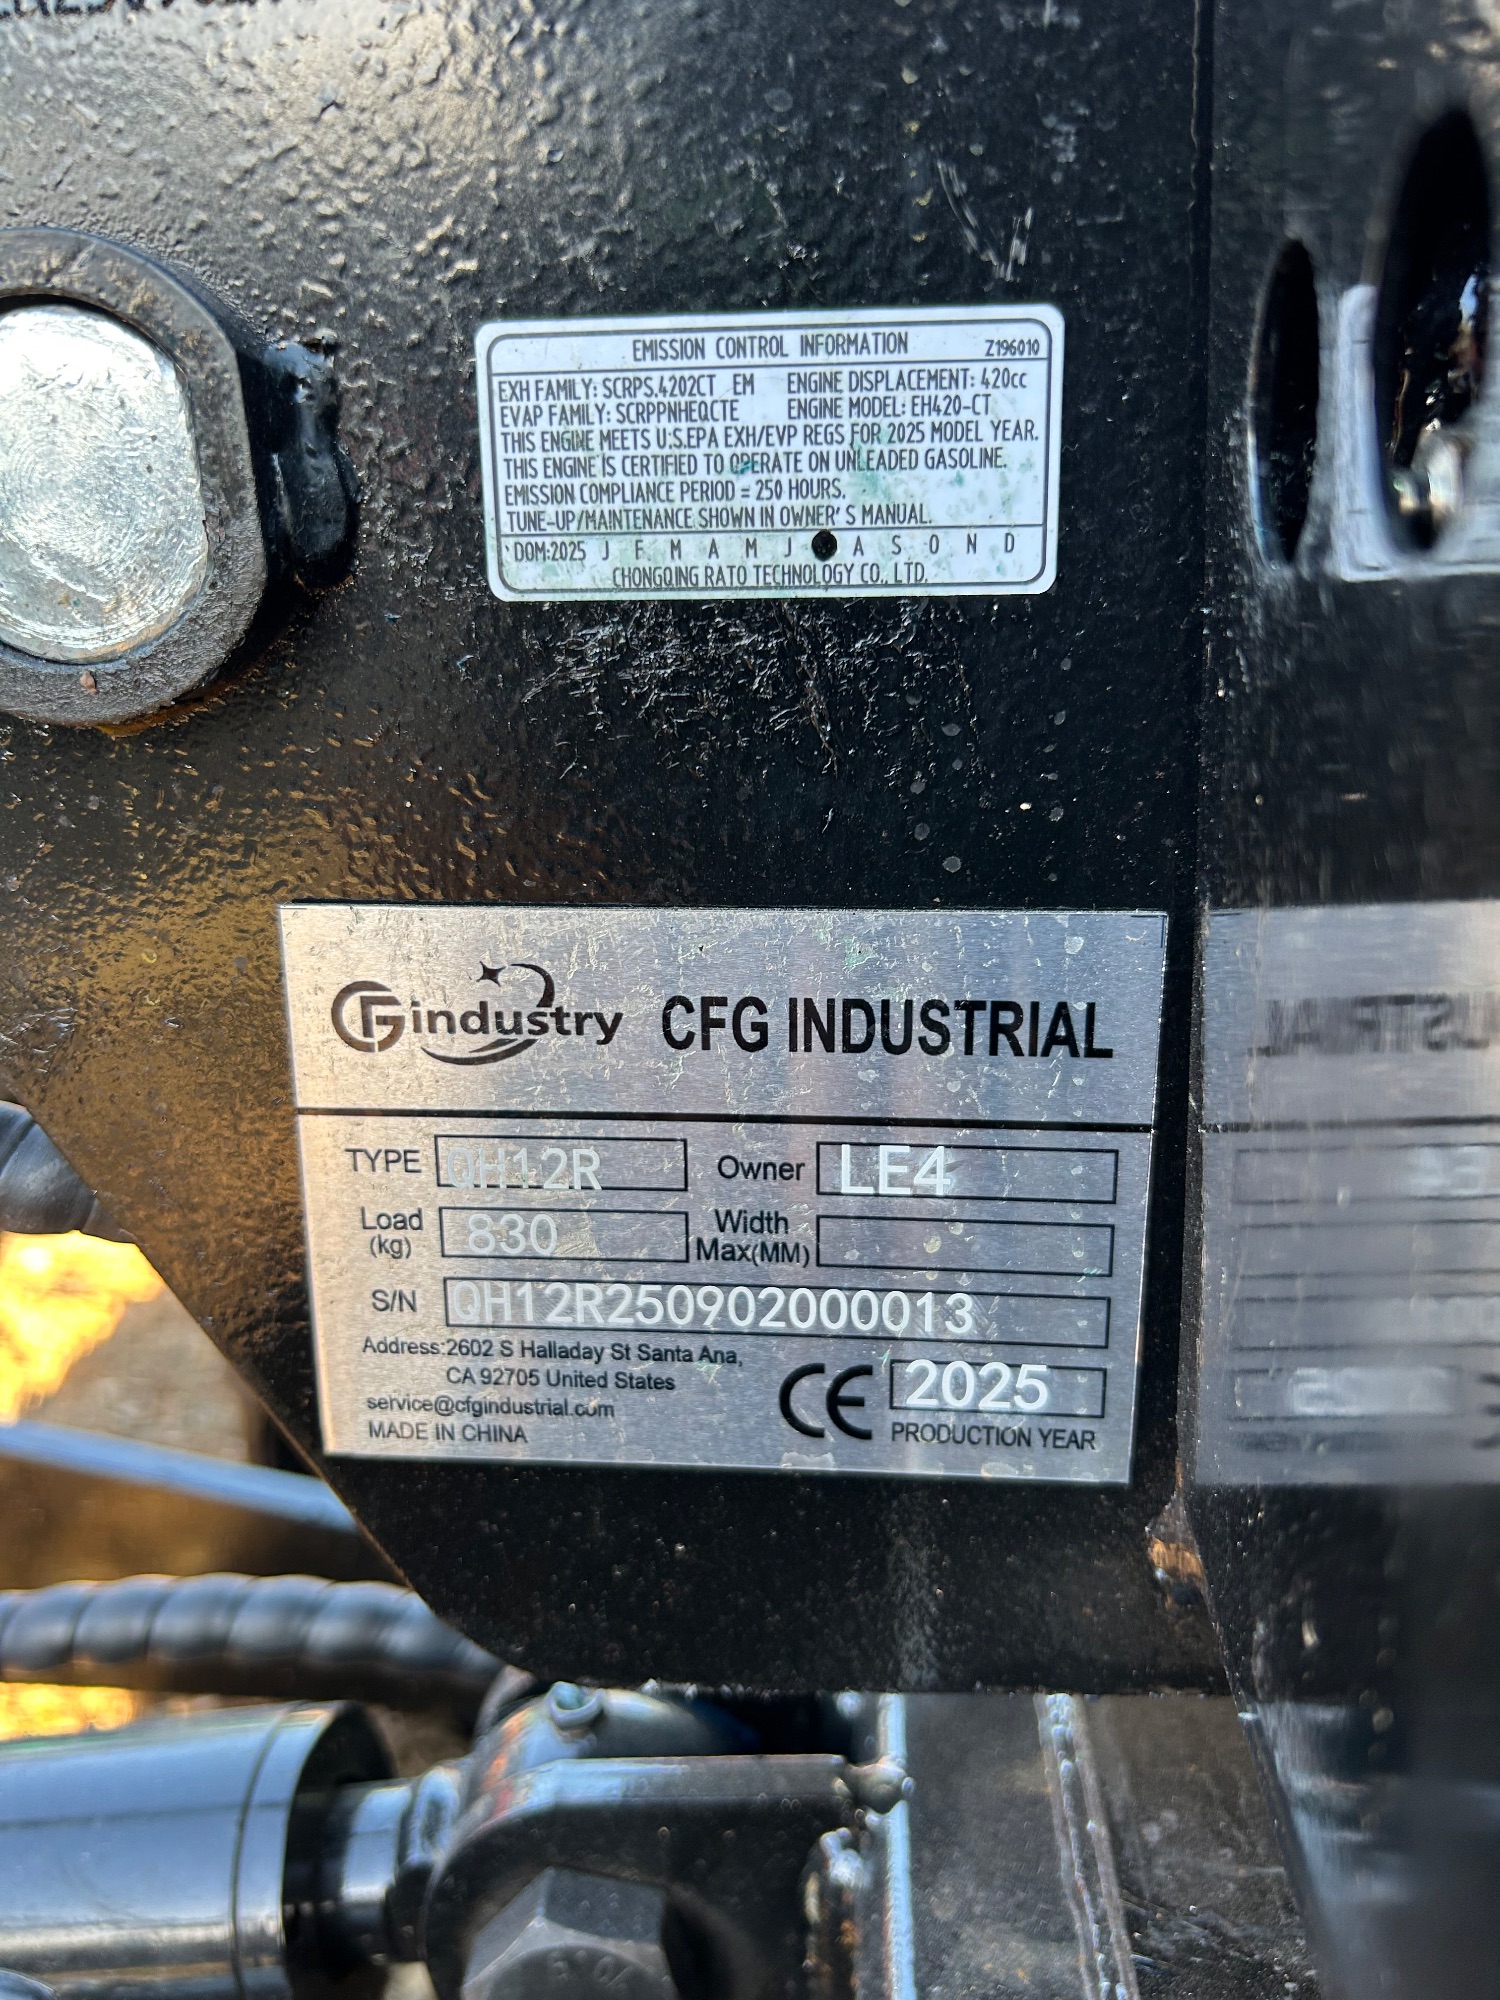 EMISSION CONTROL INFORMATION Z196010
EXH FAMILY: SCRPS.4202CT EM ENGINE DISPLACEMENT: 420cc
EVAP FAMILY: SCRPPNHEQCTE ENGINE MODEL: EH420-CT
THIS ENGINE MEETS U.S.EPA EXH/EVP REGS FOR 2025 MODEL YEAR.
THIS ENGINE IS CERTIFIED TO OPERATE ON UNLEADED GASOLINE.
EMISSION COMPLIANCE PERIOD = 250 HOURS.
TUNE-UP/MAINTENANCE SHOWN IN OWNER' S MANUAL.
DOM:2025 J F M A M J A S O N D
CHONGQING RATO TECHNOLOGY CO., LTD.
CFG industry CFG INDUSTRIAL
TYPE QH12R Owner LE4
Load (kg) 830 Width Max(MM)
S/N QH12R250902000013
Address:2602 S Halladay St Santa Ana,
CA 92705 United States
service@cfgindustrial.com
MADE IN CHINA
CE 2025
PRODUCTION YEAR